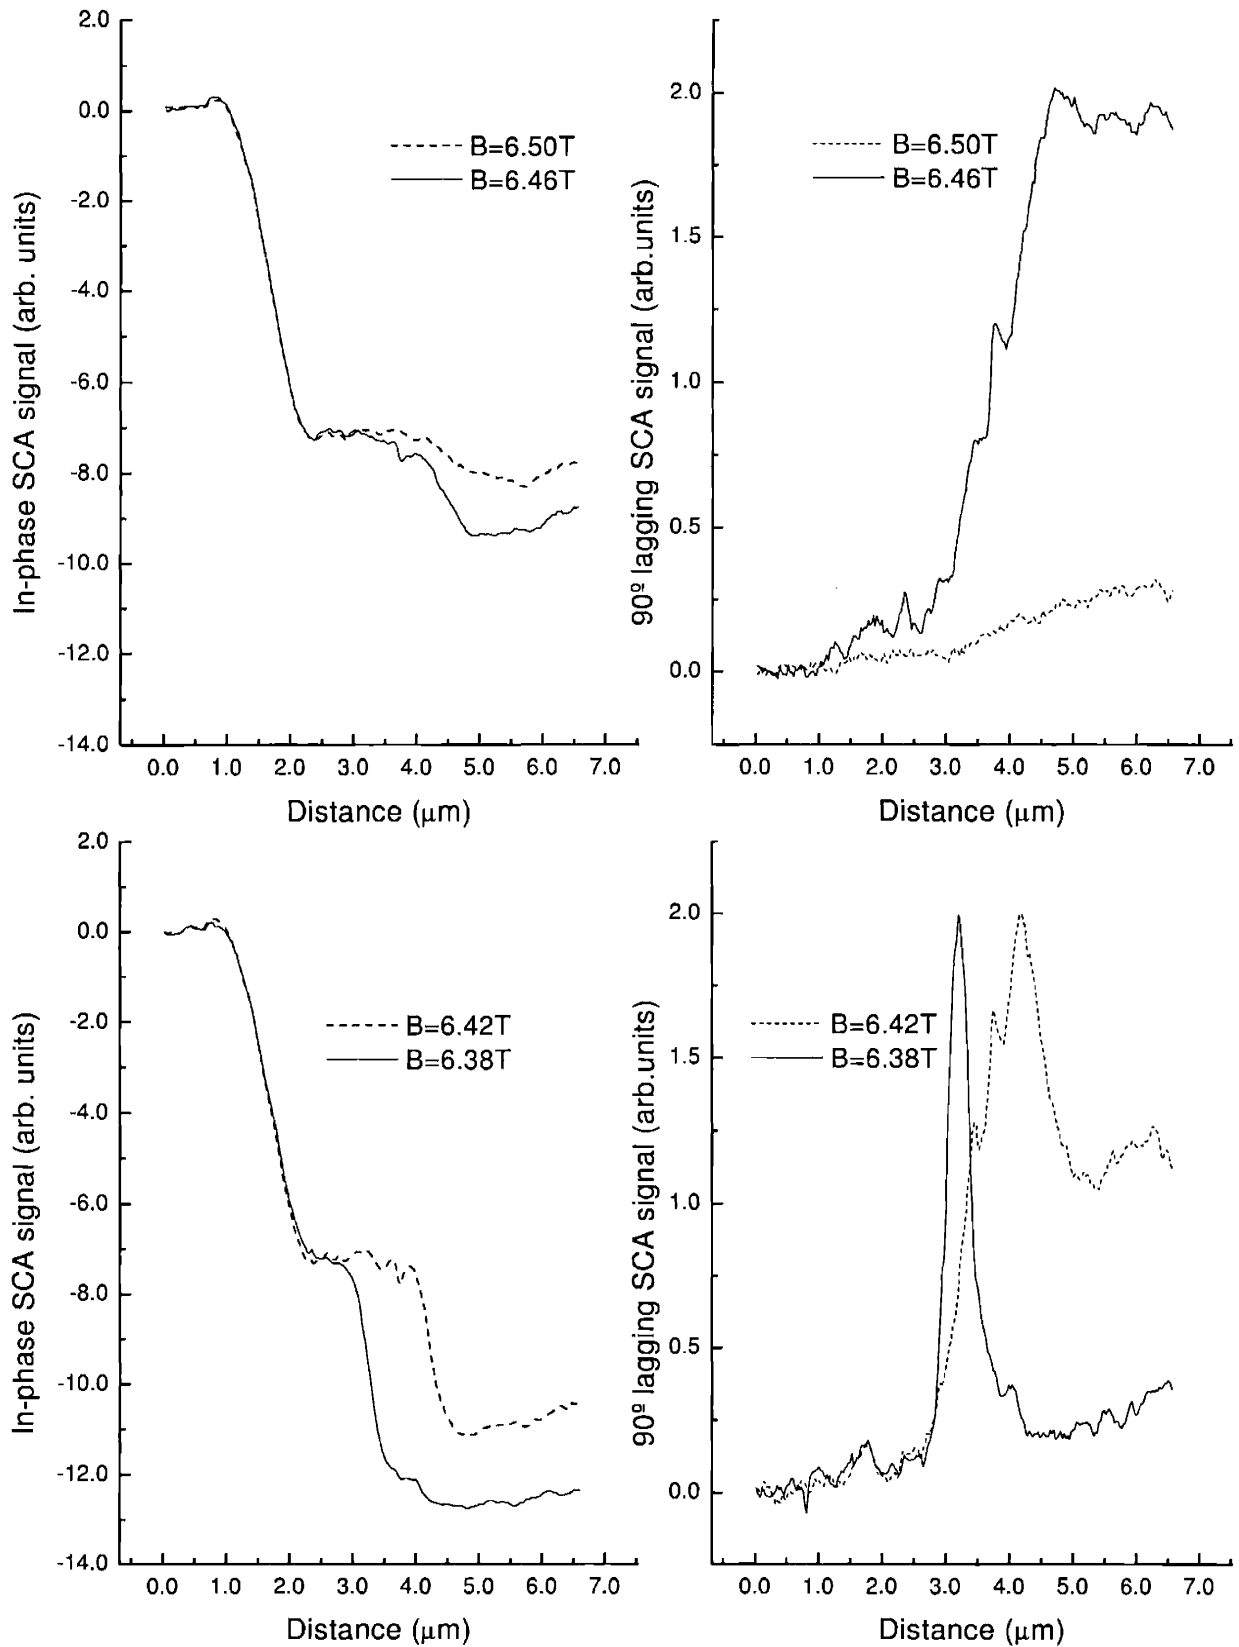 2.0
0.0
-2.0
-4.0
-6.0
-8.0
-10.0
-12.0
-14.0
In-phase SCA signal (arb. units)
B=6.50T
B=6.46T
0.0 1.0 2.0 3.0 4.0 5.0 6.0 7.0
Distance (μm)
2.0
1.5
1.0
0.5
0.0
90º lagging SCA signal (arb.units)
B=6.50T
B=6.46T
0.0 1.0 2.0 3.0 4.0 5.0 6.0 7.0
Distance (μm)
2.0
0.0
-2.0
-4.0
-6.0
-8.0
-10.0
-12.0
-14.0
In-phase SCA signal (arb. units)
B=6.42T
B=6.38T
0.0 1.0 2.0 3.0 4.0 5.0 6.0 7.0
Distance (μm)
2.0
1.5
1.0
0.5
0.0
90º lagging SCA signal (arb.units)
B=6.42T
B=6.38T
0.0 1.0 2.0 3.0 4.0 5.0 6.0 7.0
Distance (μm)